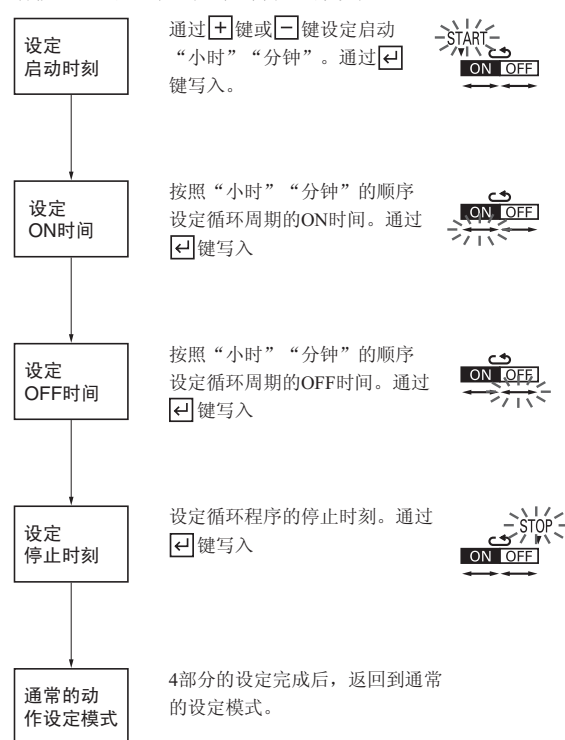 设定
启动时刻
通过+键或-键设定启动
“小时”“分钟”。通过↵
键写入。
START
ON OFF
设定
ON时间
按照“小时”“分钟”的顺序
设定循环周期的ON时间。通过
↵键写入
ON OFF
设定
OFF时间
按照“小时”“分钟”的顺序
设定循环周期的OFF时间。通过
↵键写入
ON OFF
设定
停止时刻
设定循环程序的停止时刻。通过
↵键写入
STOP
ON OFF
通常的动
作设定模式
4部分的设定完成后，返回到通常
的设定模式。